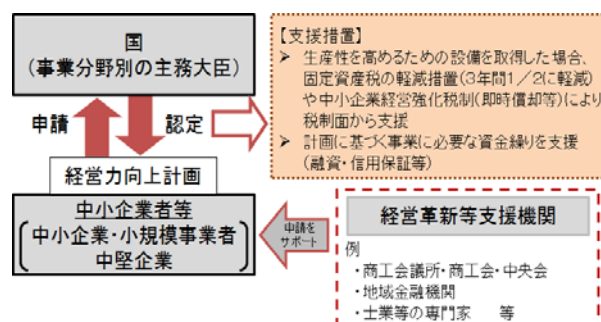 国
（事業分野別の主務大臣）
申請
認定
経営力向上計画
中小企業者等
中小企業・小規模事業者
中堅企業
【支援措置】
➢ 生産性を高めるための設備を取得した場合、
固定資産税の軽減措置(3年間1／2に軽減)
や中小企業経営強化税制(即時償却等)により
税制面から支援
➢ 計画に基づく事業に必要な資金繰りを支援
(融資・信用保証等)
申請を
サポート
経営革新等支援機関
例
・商工会議所・商工会・中央会
・地域金融機関
・士業等の専門家 等